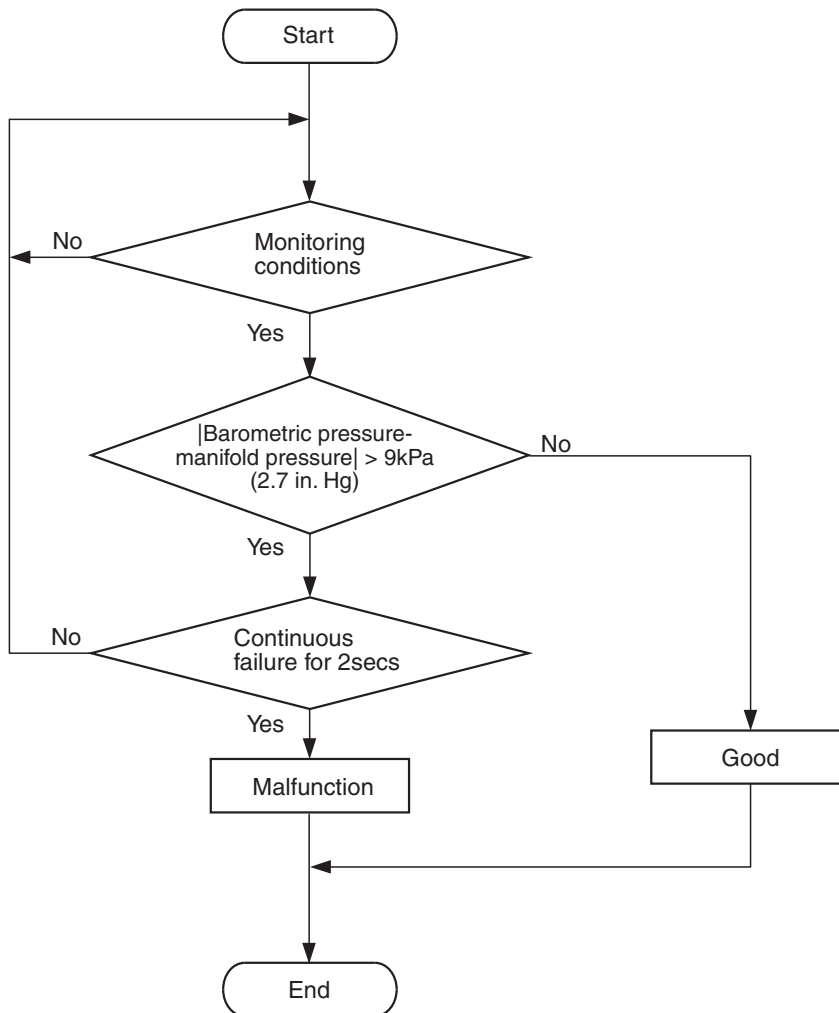 Start
No
Monitoring
conditions
Yes
|Barometric pressure-
manifold pressure| > 9kPa
(2.7 in. Hg)
No
Yes
No
Continuous
failure for 2secs
Yes
Malfunction
Good
End